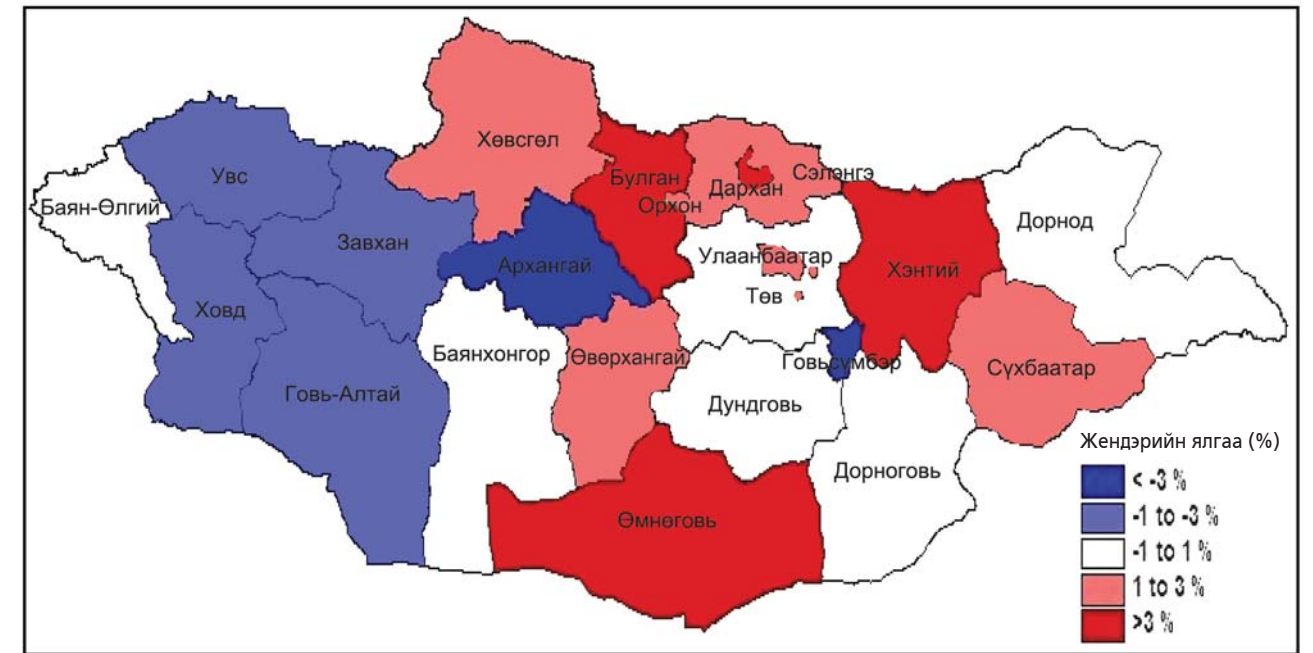 Хөвсгөл
Булган
Сэлэнгэ
Увс
Дархан
Баян-Өлгий
Орхон
Дорнод
Завхан
Улаанбаатар
Архангай
Хэнтий
Төв
Ховд
Баянхонгор
Өвөрхангай
Говьсүмбэр
Сүхбаатар
Говь-Алтай
Дундговь
Дорноговь
Өмнөговь
Жендэрийн ялгаа (%)
< -3 %
-1 to -3 %
-1 to 1 %
1 to 3 %
>3 %